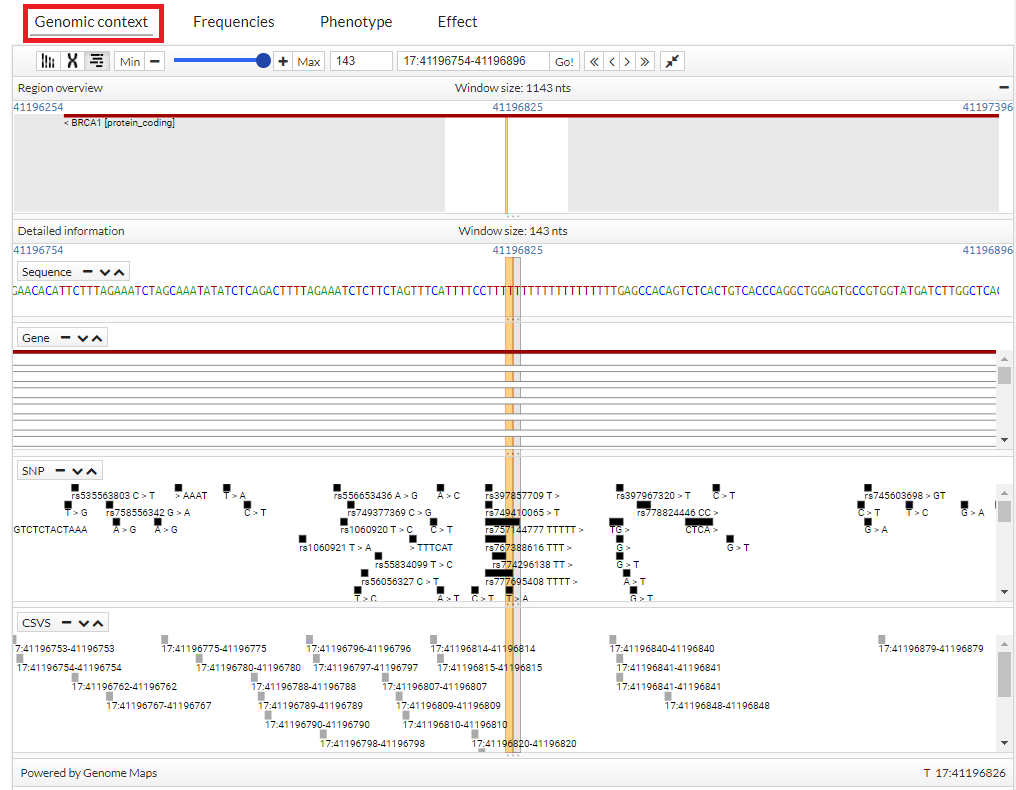 Genomic context Frequencies Phenotype Effect
Min Max 143 17:41196754-41196896 Go!
Region overview Window size: 1143 nts
41196254 41196825 41197396
< BRCA1 [protein_coding]
Detailed information Window size: 143 nts
41196754 41196825 41196896
Sequence
GAACACATTCTTTAGAAATCTAGCAAATATATCTCAGACTTTTAGAAATCTCTTCTAGTTTCATTTTCCTTTTTTTTTTTTTTTTTTTTTGAGCCACAGTCTCACTGTCACCCAGGCTGGAGTGCCGTGGTATGATCTTGGCTCAC
Gene
SNP
rs535563803 C > T > AAAT T > A rs556653436 A > G A > C rs397857709 T > rs397967320 > T C > T rs745603698 > GT
T > G rs758556342 G > A C > T rs749377369 C > G rs749410065 > T rs778824446 CC > C > T T > C G > A
GTCTCTACTAAA A > G A > G rs1060920 T > C C > T rs757144777 TTTTT > TG > CTCA > G > A
rs1060921 T > A > TTTCAT rs767388616 TTT > G > G > T
rs55834099 T > C rs774296138 TT > G > T
rs56056327 C > T rs777695408 TTTT > A > T
T > C A > T C > T T > A G > T
CSVS
7:41196753-41196753 17:41196775-41196775 17:41196796-41196796 17:41196814-41196814 17:41196840-41196840 17:41196879-41196879
17:41196754-41196754 17:41196780-41196780 17:41196797-41196797 17:41196815-41196815 17:41196841-41196841
17:41196762-41196762 17:41196788-41196788 17:41196807-41196807 17:41196841-41196841
17:41196767-41196767 17:41196789-41196789 17:41196809-41196809 17:41196848-41196848
17:41196790-41196790 17:41196810-41196810
17:41196798-41196798 17:41196820-41196820
Powered by Genome Maps T 17:41196826